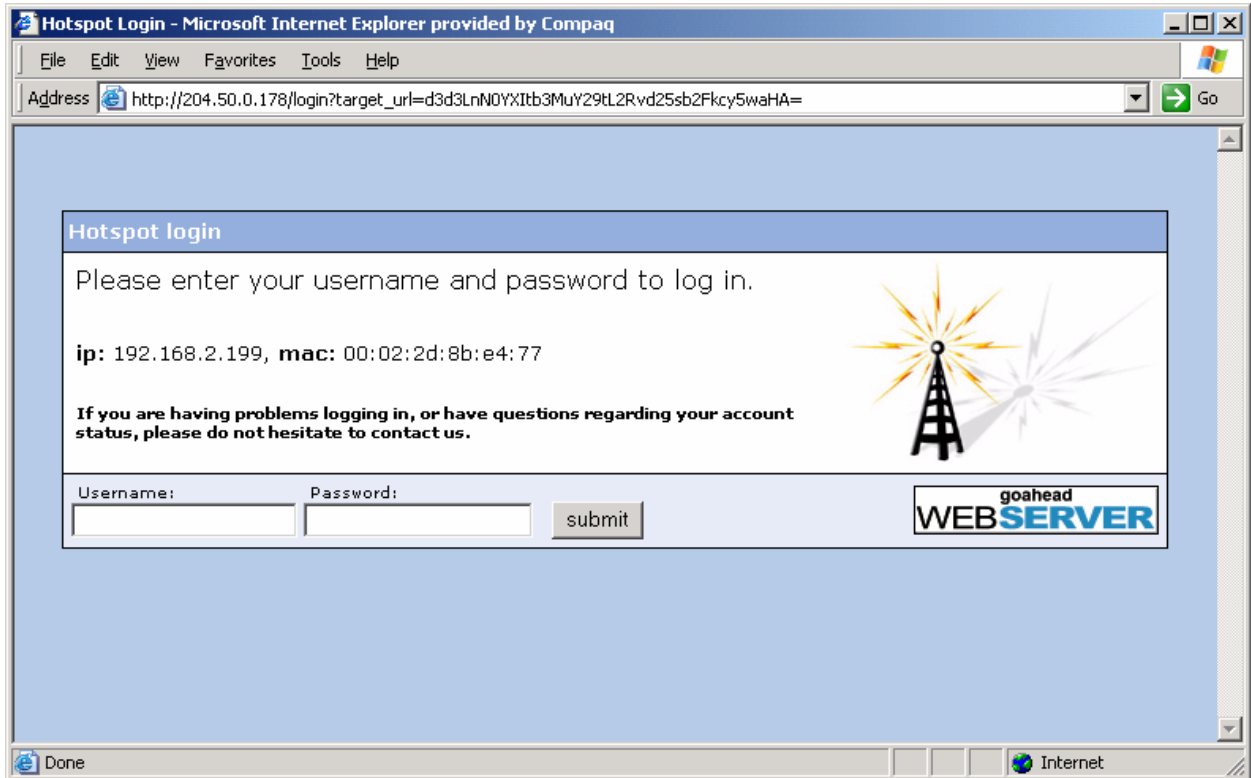 Hotspot Login - Microsoft Internet Explorer provided by Compaq
File Edit View Favorites Tools Help
Address http://204.50.0.178/login?target_url=d3d3LnN0YXItb3MuY29tL2Rvd25sb2Fkcy5waHA= Go
Hotspot login
Please enter your username and password to log in.
ip: 192.168.2.199, mac: 00:02:2d:8b:e4:77
If you are having problems logging in, or have questions regarding your account
status, please do not hesitate to contact us.
Username: Password:
submit
goahead
WEBSERVER
Done Internet